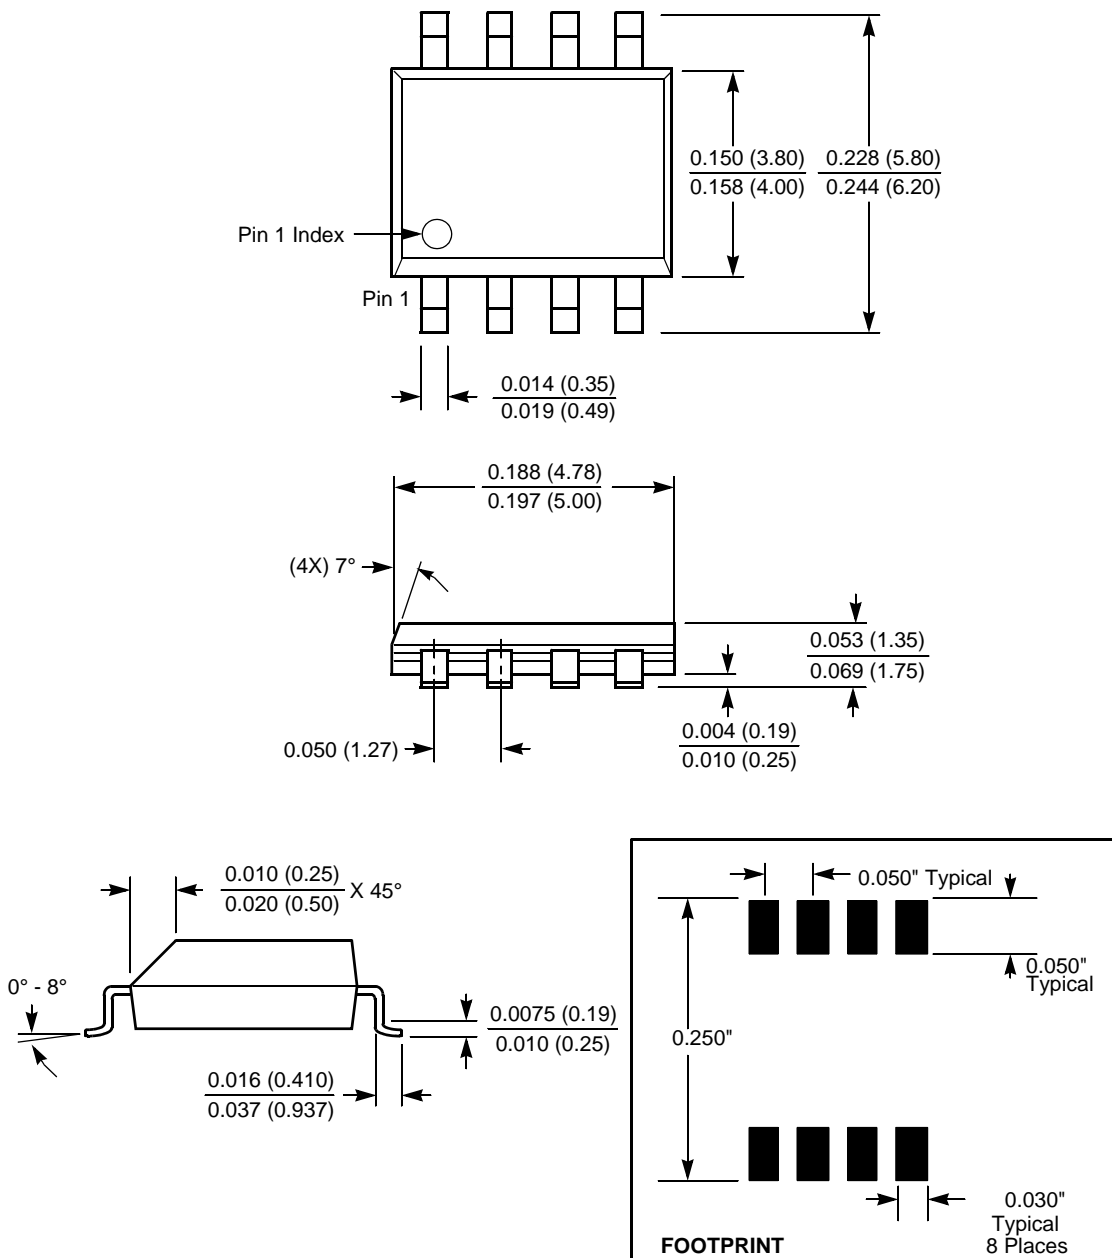 0.150 (3.80) 0.228 (5.80)
0.158 (4.00) 0.244 (6.20)
Pin 1 Index
Pin 1
0.014 (0.35)
0.019 (0.49)
0.188 (4.78)
0.197 (5.00)
(4X) 7°
0.053 (1.35)
0.069 (1.75)
0.004 (0.19)
0.010 (0.25)
0.050 (1.27)
0.010 (0.25)
0.020 (0.50)
X 45°
0° - 8°
0.0075 (0.19)
0.010 (0.25)
0.016 (0.410)
0.037 (0.937)
0.050" Typical
0.050"
Typical
0.250"
0.030"
Typical
8 Places
FOOTPRINT